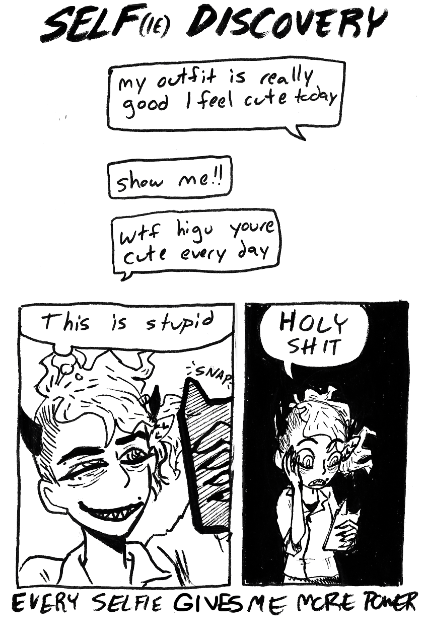 SELF(IE) DISCOVERY
my outfit is really
good I feel cute today
show me!!
wtf higu youre
cute every day
This is stupid
SNAP
HOLY
SHIT
EVERY SELFIE GIVES ME MORE POWER